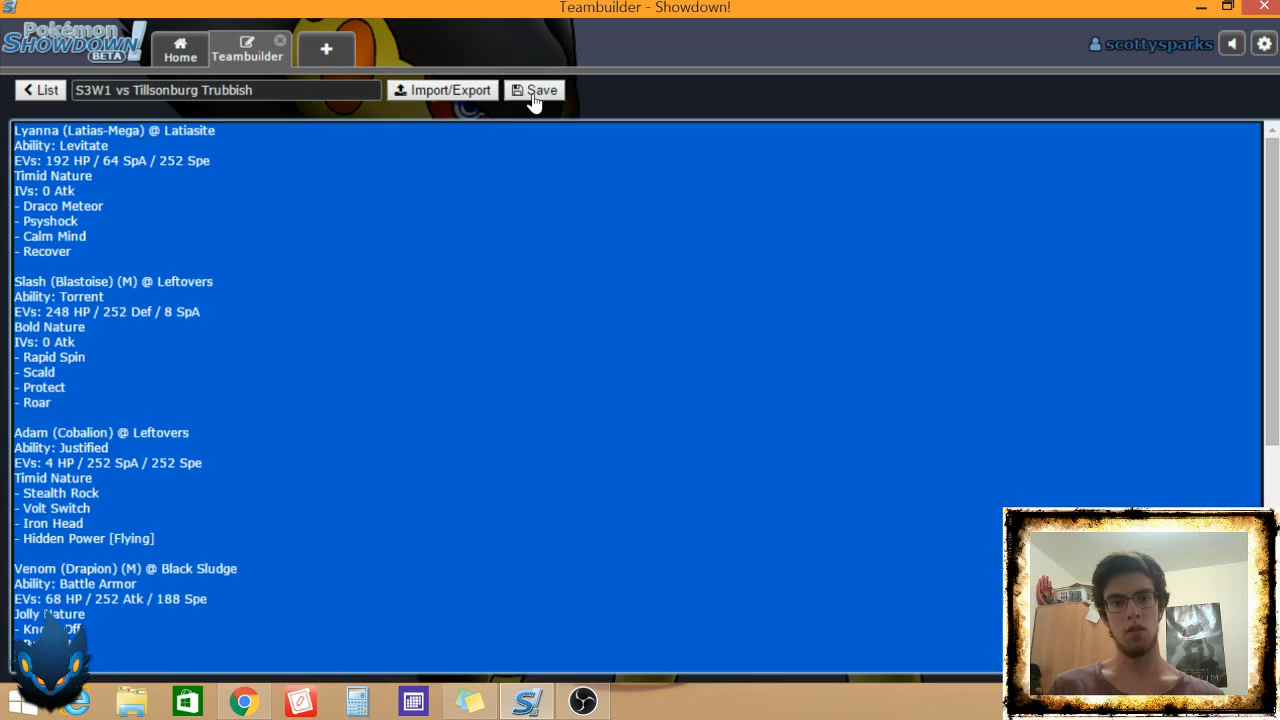 Teambuilder - Showdown!
Pokémon
SHOWDOWN!
BETA
Home
Teambuilder
scottysparks
List
S3W1 vs Tillsonburg Trubbish
Import/Export
Save
Lyanna (Latias-Mega) @ Latiasite
Ability: Levitate
EVs: 192 HP / 64 SpA / 252 Spe
Timid Nature
IVs: 0 Atk
- Draco Meteor
- Psyshock
- Calm Mind
- Recover
Slash (Blastoise) (M) @ Leftovers
Ability: Torrent
EVs: 248 HP / 252 Def / 8 SpA
Bold Nature
IVs: 0 Atk
- Rapid Spin
- Scald
- Protect
- Roar
Adam (Cobalion) @ Leftovers
Ability: Justified
EVs: 4 HP / 252 SpA / 252 Spe
Timid Nature
- Stealth Rock
- Volt Switch
- Iron Head
- Hidden Power [Flying]
Venom (Drapion) (M) @ Black Sludge
Ability: Battle Armor
EVs: 68 HP / 252 Atk / 188 Spe
Jolly Nature